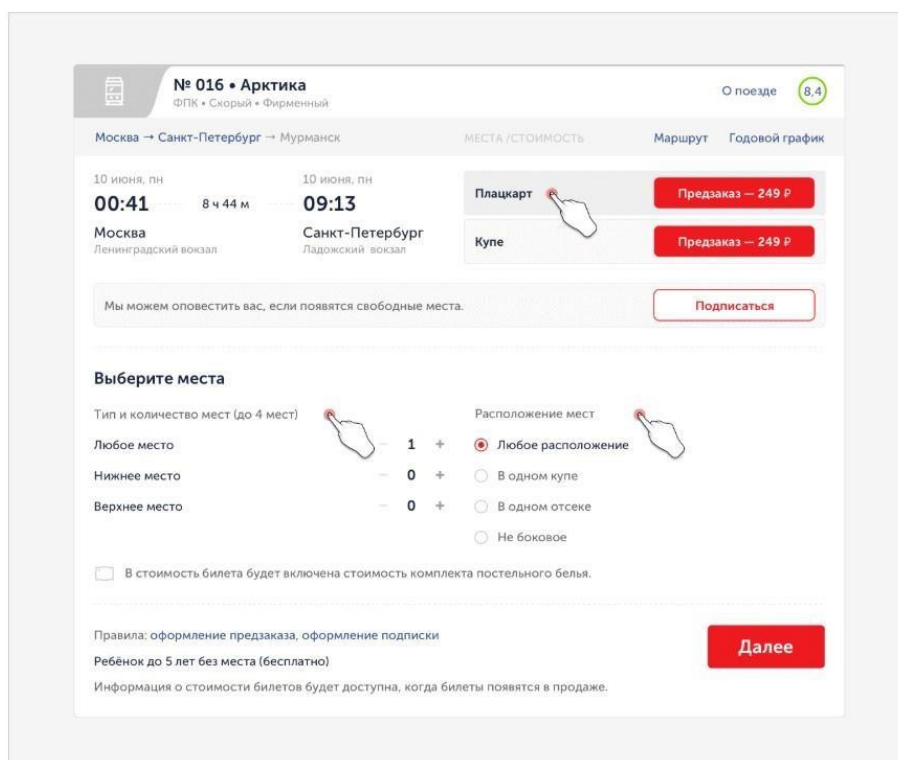 № 016 • Арктика
ФПК • Скорый • Фирменный
О поезде
8,4
Москва → Санкт-Петербург → Мурманск
МЕСТА /СТОИМОСТЬ
Маршрут
Годовой график
10 июня, пн
10 июня, пн
00:41
8 ч 44 м
09:13
Москва
Санкт-Петербург
Ленинградский вокзал
Ладожский вокзал
Плацкарт
Предзаказ — 249 ₽
Купе
Предзаказ — 249 ₽
Мы можем оповестить вас, если появятся свободные места.
Подписаться
Выберите места
Тип и количество мест (до 4 мест)
Любое место – 1 +
Нижнее место – 0 +
Верхнее место – 0 +
Расположение мест
Любое расположение
В одном купе
В одном отсеке
Не боковое
В стоимость билета будет включена стоимость комплекта постельного белья.
Правила: оформление предзаказа, оформление подписки
Ребёнок до 5 лет без места (бесплатно)
Информация о стоимости билетов будет доступна, когда билеты появятся в продаже.
Далее